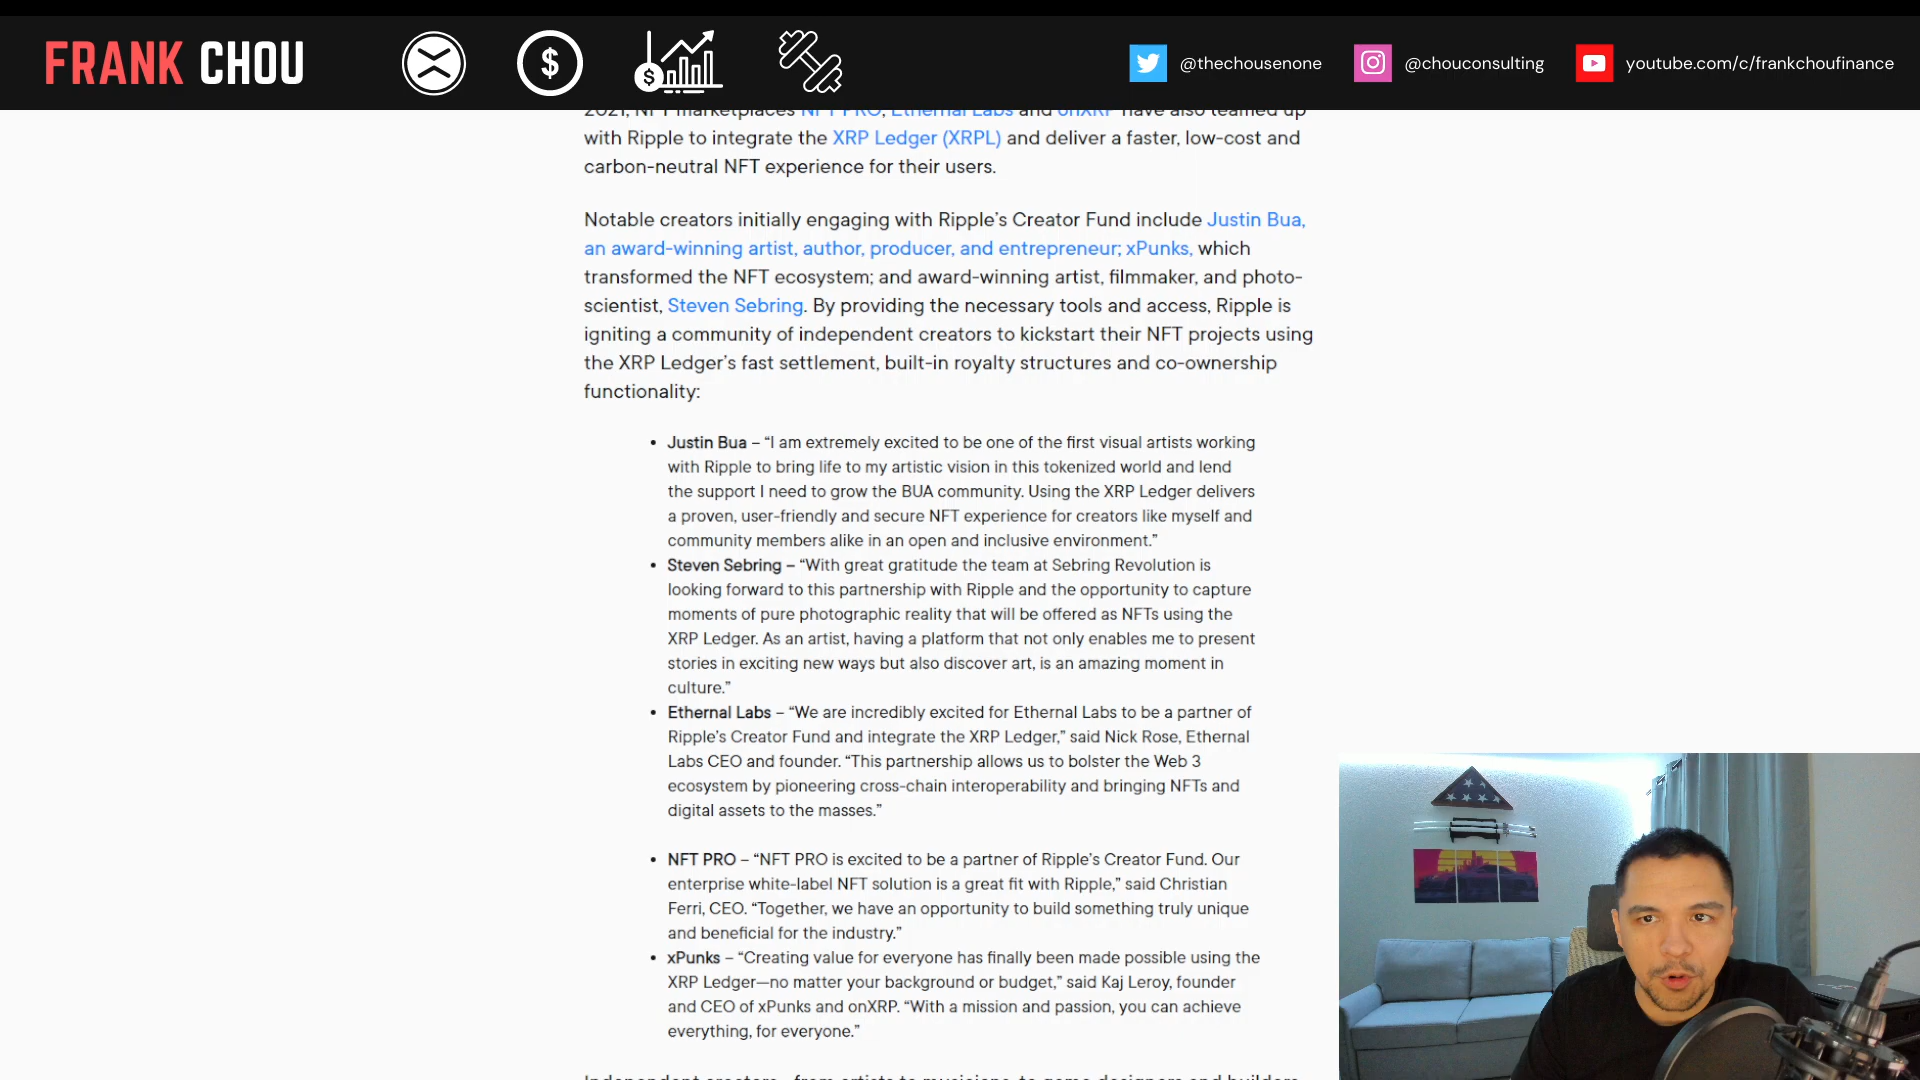 FRANK CHOU
@thechousenone
@chouconsulting
youtube.com/c/frankchoufinance
2021, NFT marketplaces NFT PRO, Ethernal Labs and onXRP have also teamed up
with Ripple to integrate the XRP Ledger (XRPL) and deliver a faster, low-cost and
carbon-neutral NFT experience for their users.
Notable creators initially engaging with Ripple’s Creator Fund include Justin Bua,
an award-winning artist, author, producer, and entrepreneur; xPunks, which
transformed the NFT ecosystem; and award-winning artist, filmmaker, and photo-
scientist, Steven Sebring. By providing the necessary tools and access, Ripple is
igniting a community of independent creators to kickstart their NFT projects using
the XRP Ledger’s fast settlement, built-in royalty structures and co-ownership
functionality:
• Justin Bua – “I am extremely excited to be one of the first visual artists working
with Ripple to bring life to my artistic vision in this tokenized world and lend
the support I need to grow the BUA community. Using the XRP Ledger delivers
a proven, user-friendly and secure NFT experience for creators like myself and
community members alike in an open and inclusive environment.”
• Steven Sebring – “With great gratitude the team at Sebring Revolution is
looking forward to this partnership with Ripple and the opportunity to capture
moments of pure photographic reality that will be offered as NFTs using the
XRP Ledger. As an artist, having a platform that not only enables me to present
stories in exciting new ways but also discover art, is an amazing moment in
culture.”
• Ethernal Labs – “We are incredibly excited for Ethernal Labs to be a partner of
Ripple’s Creator Fund and integrate the XRP Ledger,” said Nick Rose, Ethernal
Labs CEO and founder. “This partnership allows us to bolster the Web 3
ecosystem by pioneering cross-chain interoperability and bringing NFTs and
digital assets to the masses.”
• NFT PRO – “NFT PRO is excited to be a partner of Ripple’s Creator Fund. Our
enterprise white-label NFT solution is a great fit with Ripple,” said Christian
Ferri, CEO. “Together, we have an opportunity to build something truly unique
and beneficial for the industry.”
• xPunks – “Creating value for everyone has finally been made possible using the
XRP Ledger—no matter your background or budget,” said Kaj Leroy, founder
and CEO of xPunks and onXRP. “With a mission and passion, you can achieve
everything, for everyone.”